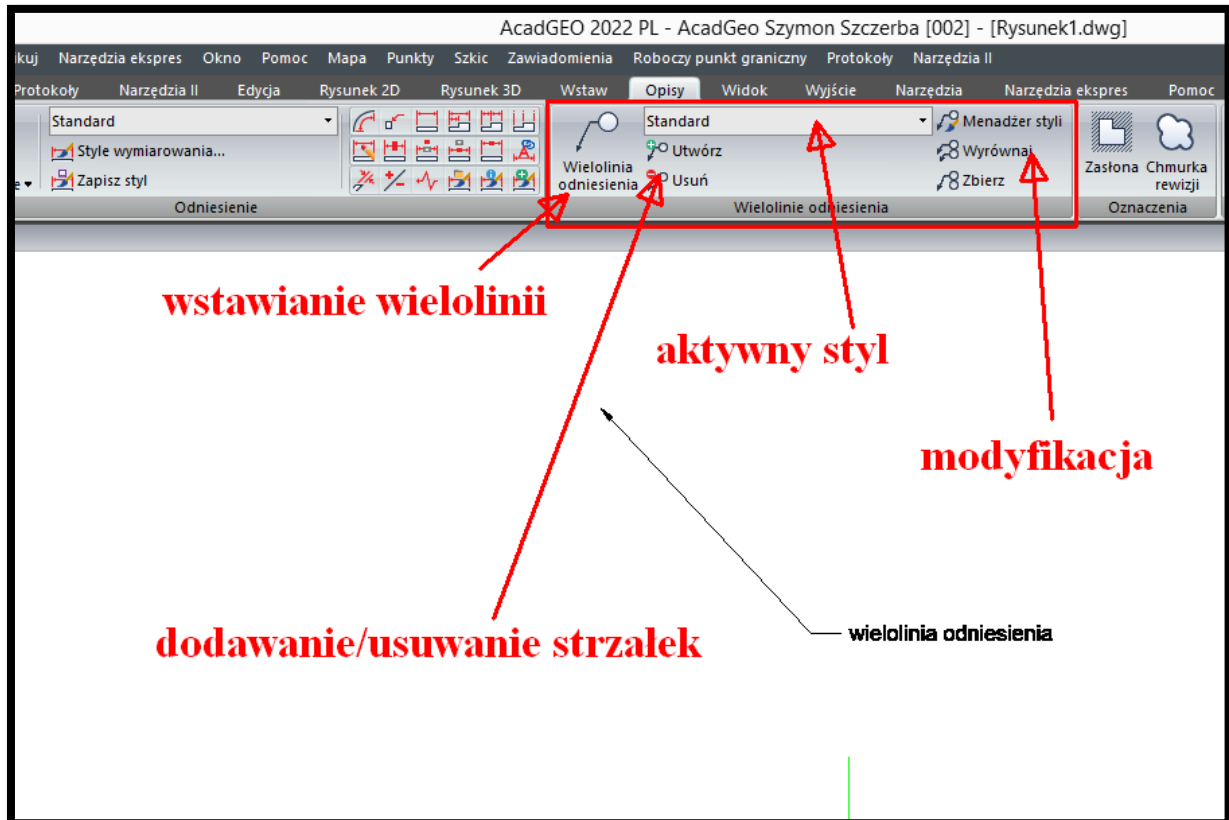 AcadGEO 2022 PL - AcadGeo Szymon Szczerba [002] - [Rysunek1.dwg]
ikuj Narzędzia ekspres Okno Pomoc Mapa Punkty Szkic Zawiadomienia Roboczy punkt graniczny Protokoły Narzędzia II
Protokoły Narzędzia II Edycja Rysunek 2D Rysunek 3D Wstaw Opisy Widok Wyjście Narzędzia Narzędzia ekspres Pomoc
Standard
Style wymiarowania...
e Zapisz styl
Odniesienie
Wielolinia
odniesienia
Standard
Utwórz
Usuń
Menadżer styli
Wyrównaj
Zbierz
Wielolinie odniesienia
Zasłona
Chmurka
rewizji
Oznaczenia
wstawianie wielolinii
aktywny styl
modyfikacja
dodawanie/usuwanie strzałek
wielolinia odniesienia